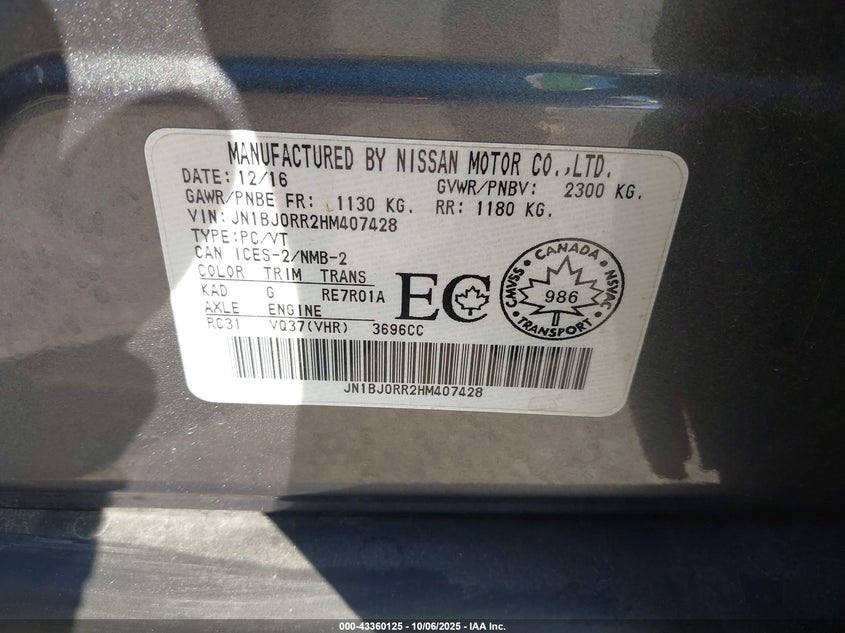 MANUFACTURED BY NISSAN MOTOR CO.,LTD.
DATE: 12/16 GVWR/PNBV: 2300 KG.
GAWR/PNBE FR: 1130 KG. RR: 1180 KG.
VIN: JN1BJ0RR2HM407428
TYPE:PC/VT
CAN ICES-2/NMB-2
COLOR TRIM TRANS
KAD G RE7R01A
AXLE ENGINE
RC31 VQ37(VHR) 3696CC
EC
CANADA
CMVSS NSVAC
986
TRANSPORT
JN1BJ0RR2HM407428
000-43360125 - 10/06/2025 - IAA Inc.